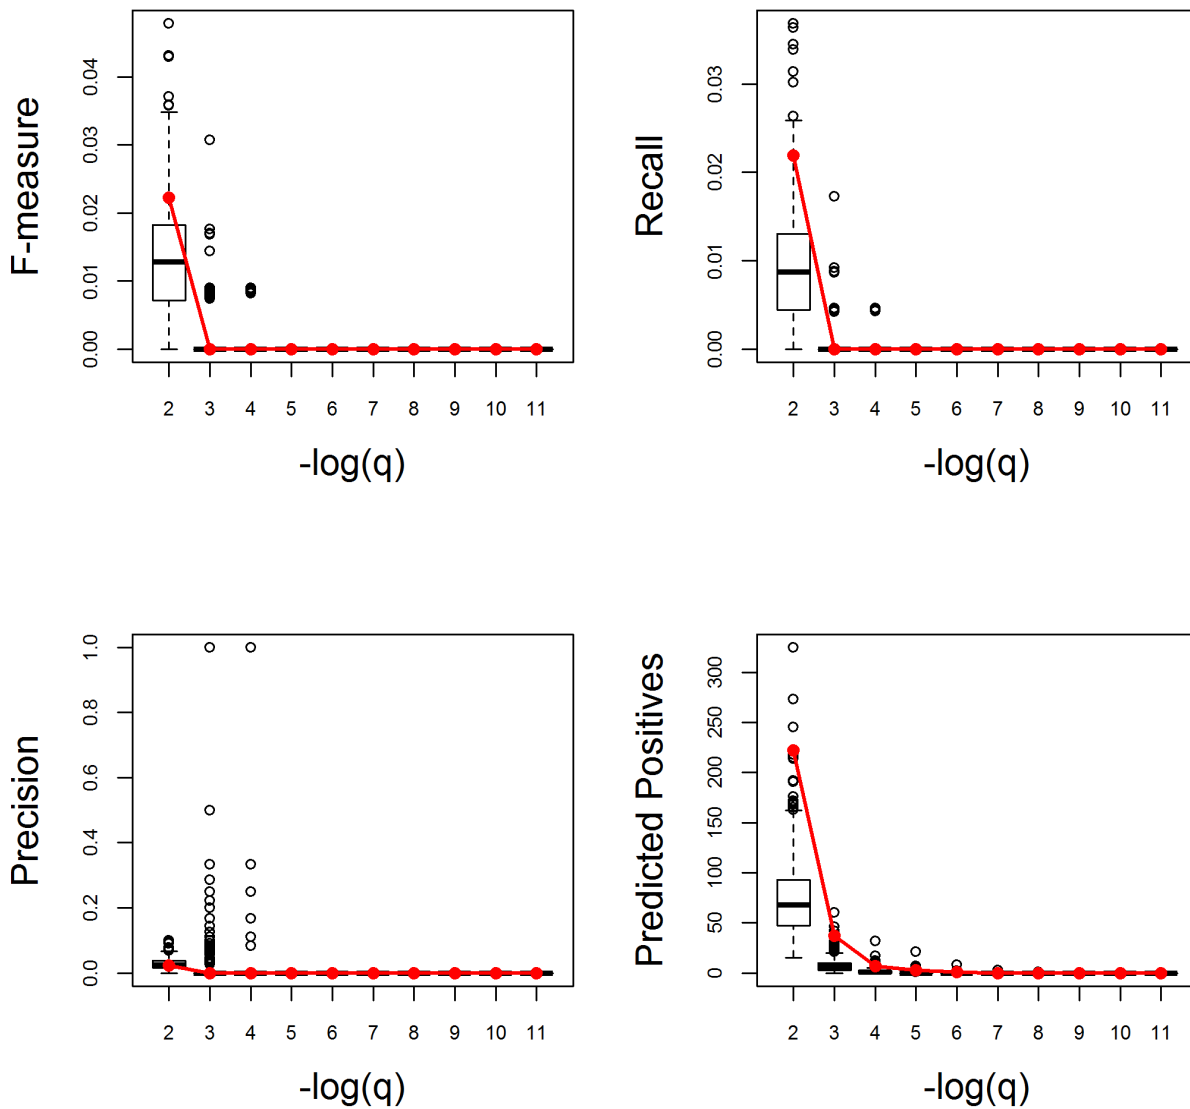 F-measure
0.00 0.01 0.02 0.03 0.04
2 3 4 5 6 7 8 9 10 11
-log(q)
Recall
0.00 0.01 0.02 0.03
2 3 4 5 6 7 8 9 10 11
-log(q)
Precision
0.0 0.2 0.4 0.6 0.8 1.0
2 3 4 5 6 7 8 9 10 11
-log(q)
Predicted Positives
0 50 100 150 200 250 300
2 3 4 5 6 7 8 9 10 11
-log(q)